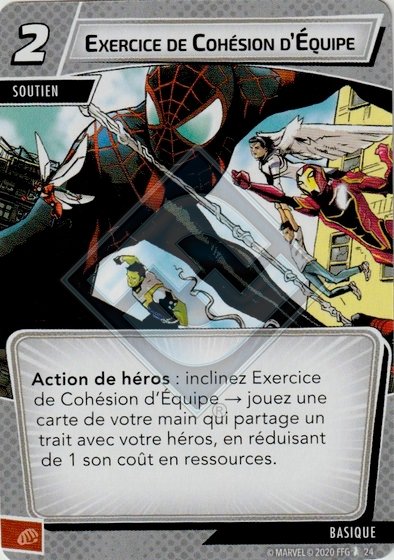 2
EXERCICE DE COHÉSION D'ÉQUIPE
SOUTIEN
Action de héros : inclinez Exercice
de Cohésion d'Équipe → jouez une
carte de votre main qui partage un
trait avec votre héros, en réduisant
de 1 son coût en ressources.
®
BASIQUE
© MARVEL © 2020 FFG 24